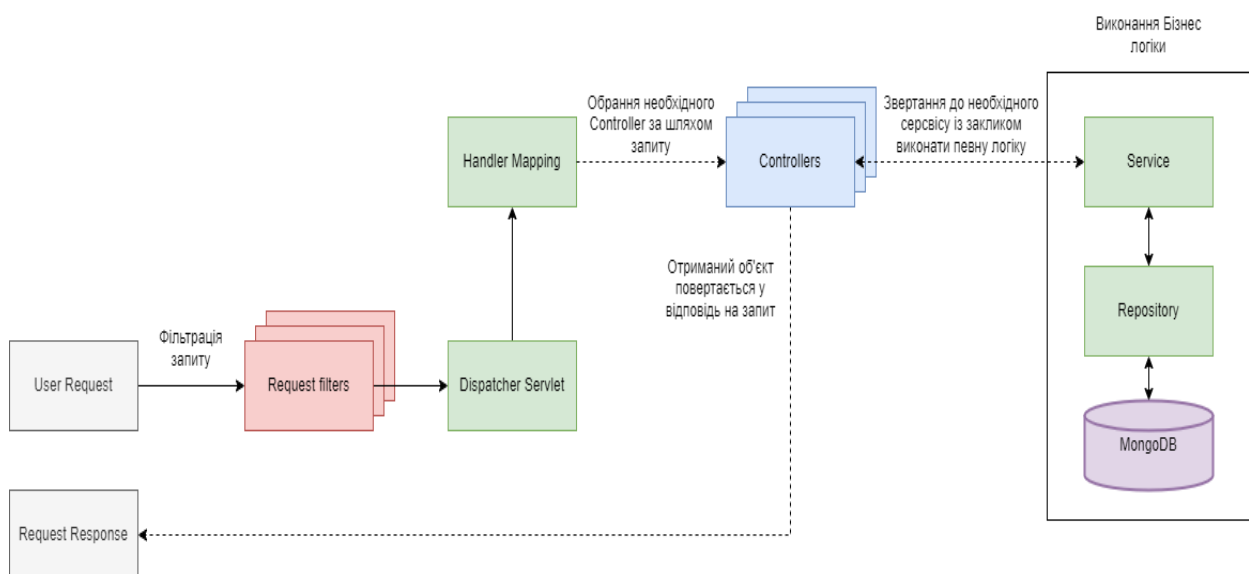 Виконання Бізнес
логіки
Обрання необхідного
Controller за шляхом
запиту
Звертання до необхідного
серсвісу із закликом
виконати певну логіку
Handler Mapping
Controllers
Service
Отриманий об'єкт
повертається у
відповідь на запит
Repository
Фільтрація
запиту
User Request
Request filters
Dispatcher Servlet
MongoDB
Request Response